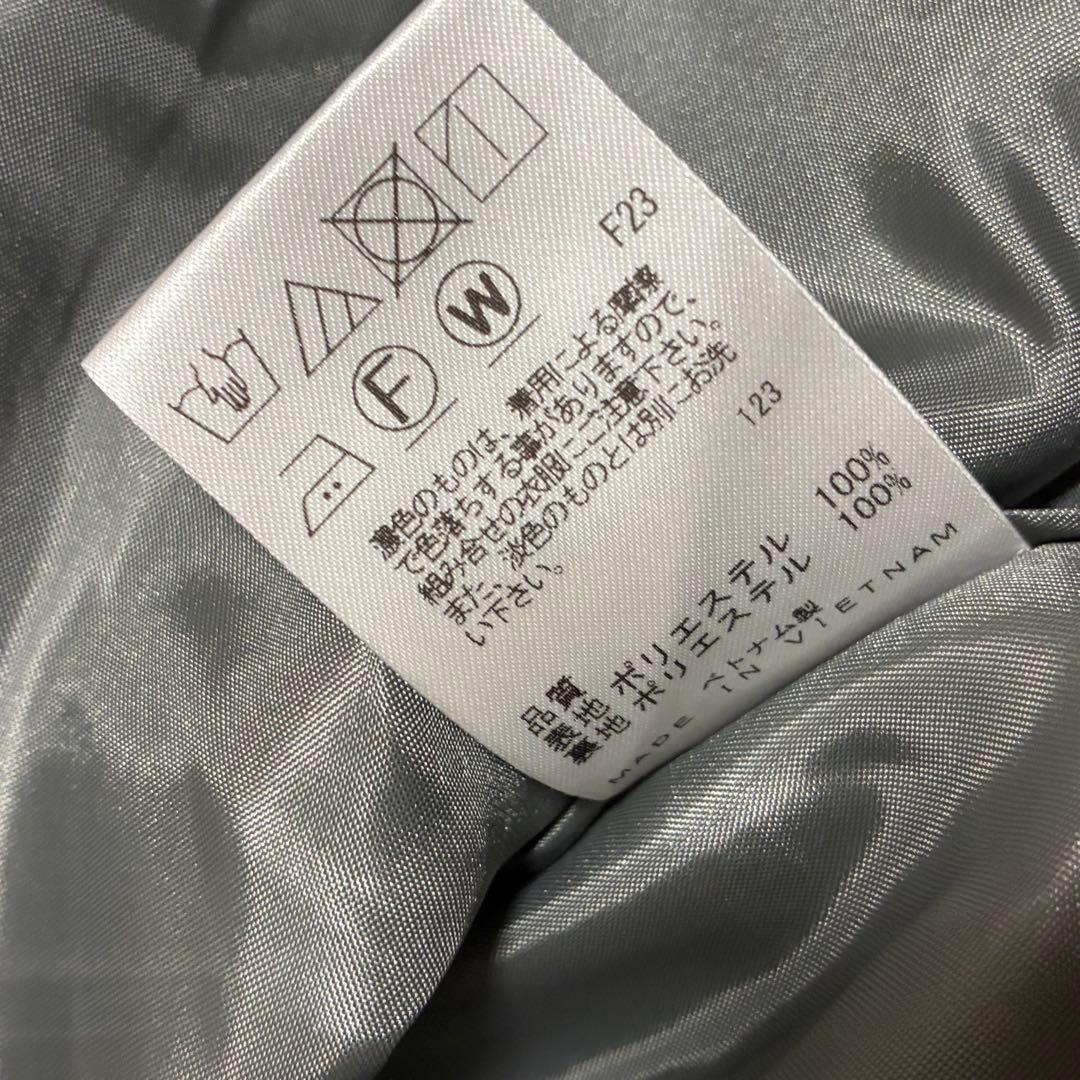 F
W
F23
濃色のものは、着用による摩擦
で色落ちする事がありますので、
組み合せの衣服にご注意下さい。
また、淡色のものとは別にお洗
い下さい。
123
品質
表地 ポリエステル 100%
裏地 ポリエステル 100%
ベトナム製
MADE IN VIETNAM